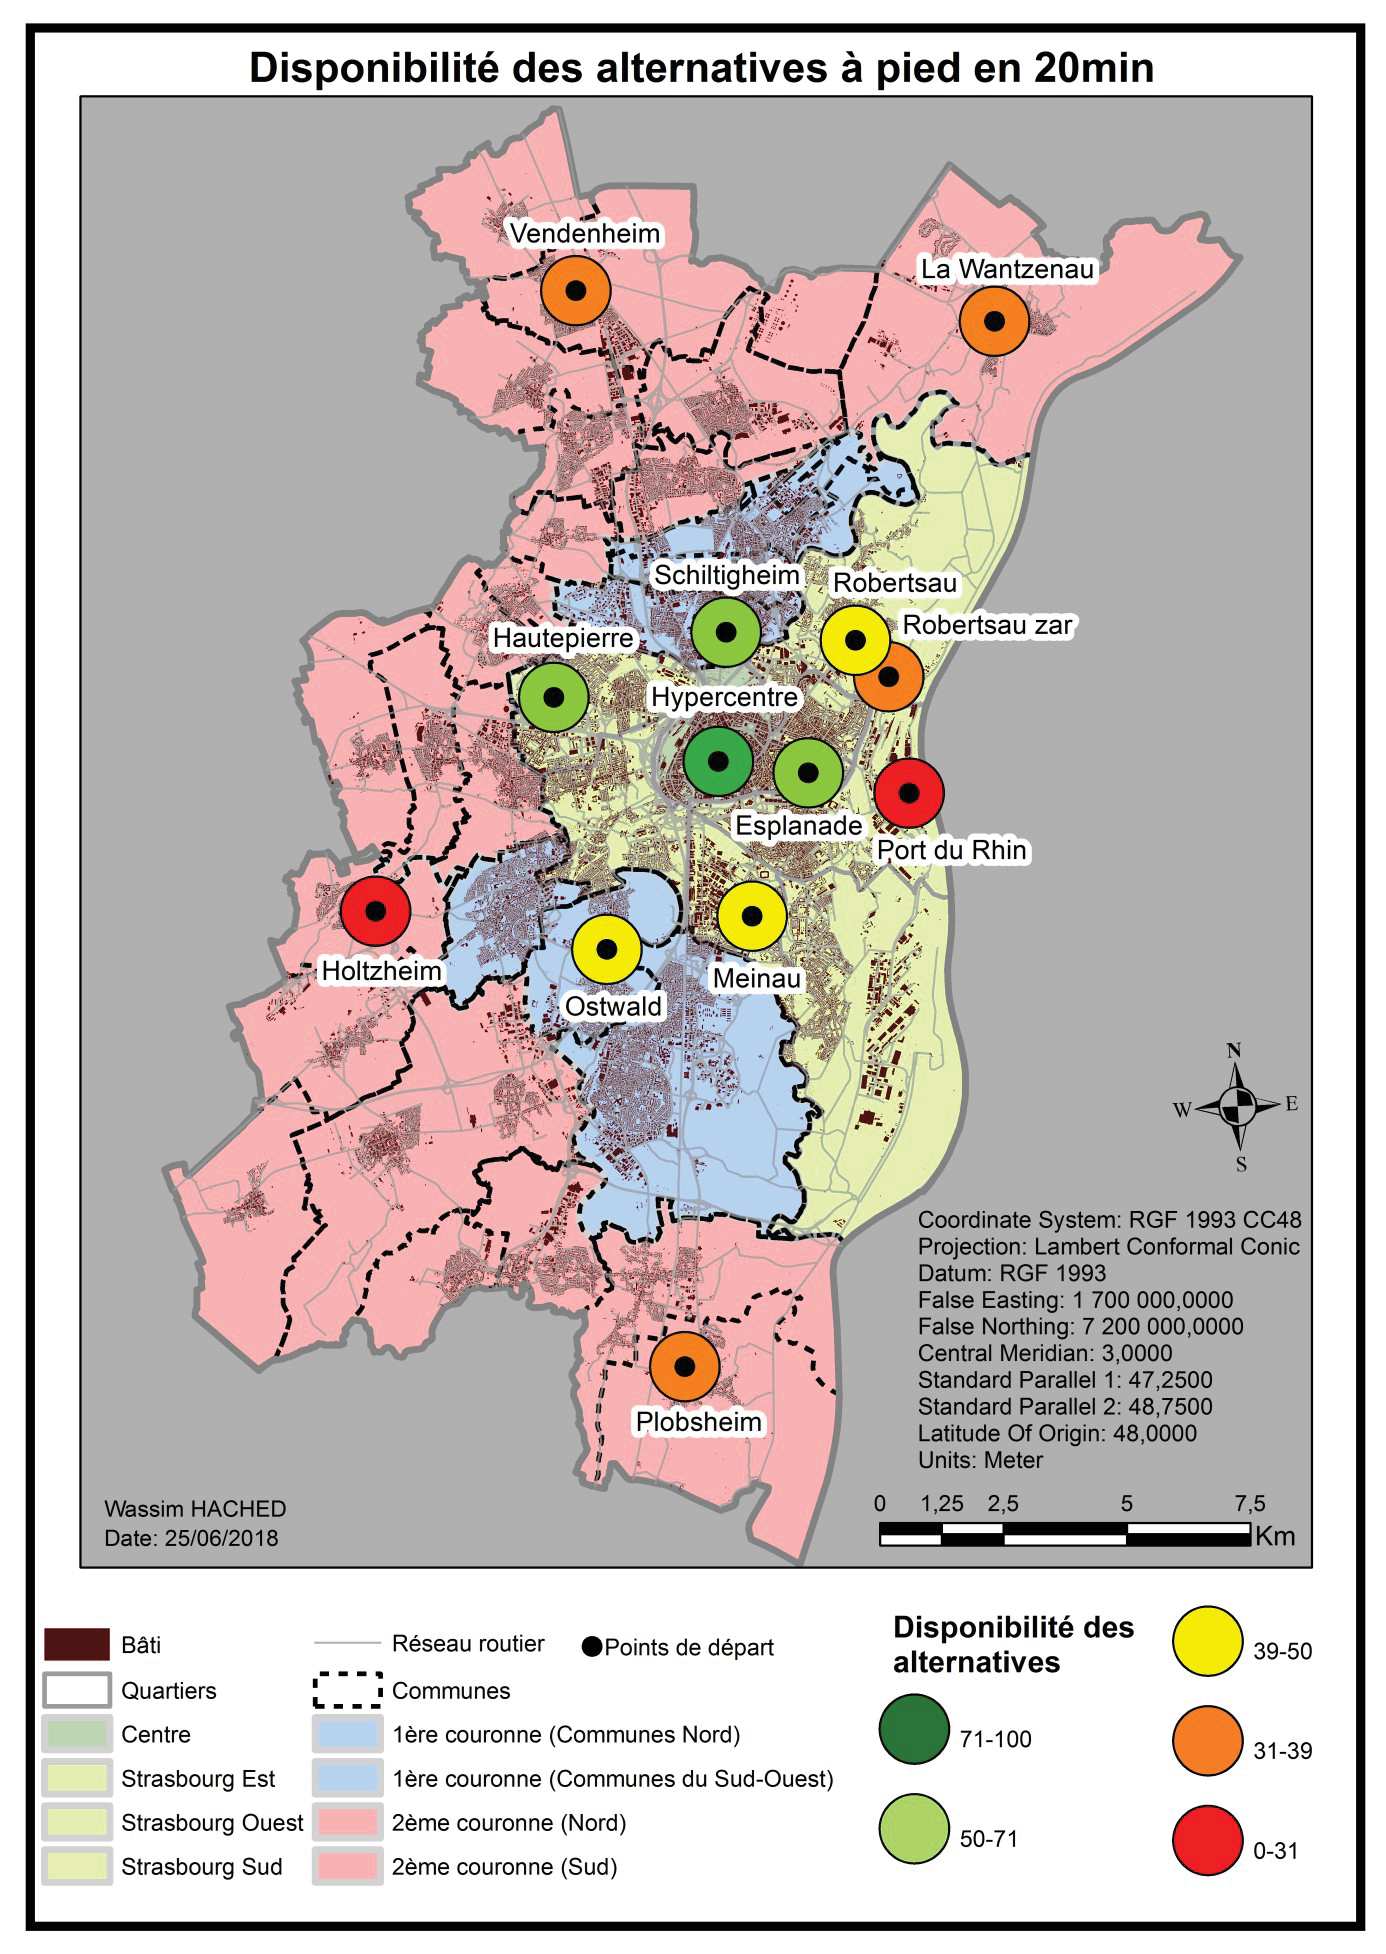 Disponibilité des alternatives à pied en 20min
Vendenheim
La Wantzenau
Schiltigheim
Robertsau
Robertsau zar
Hautepierre
Hypercentre
Esplanade
Port du Rhin
Holtzheim
Ostwald
Meinau
Plobsheim
N
W
E
S
Coordinate System: RGF 1993 CC48
Projection: Lambert Conformal Conic
Datum: RGF 1993
False Easting: 1 700 000,0000
False Northing: 7 200 000,0000
Central Meridian: 3,0000
Standard Parallel 1: 47,2500
Standard Parallel 2: 48,7500
Latitude Of Origin: 48,0000
Units: Meter
0 1,25 2,5 5 7,5
Km
Wassim HACHED
Date: 25/06/2018
Bâti
Quartiers
Centre
Strasbourg Est
Strasbourg Ouest
Strasbourg Sud
Réseau routier
Communes
1ère couronne (Communes Nord)
1ère couronne (Communes du Sud-Ouest)
2ème couronne (Nord)
2ème couronne (Sud)
Points de départ
Disponibilité des
alternatives
71-100
50-71
39-50
31-39
0-31